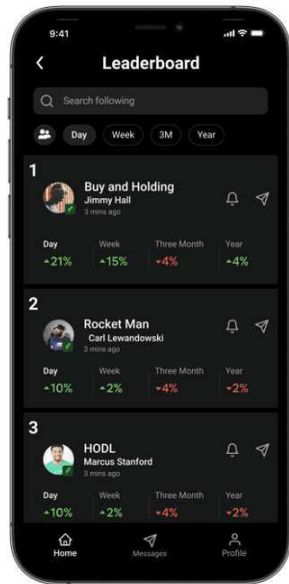 9:41
Leaderboard
Search following
Day Week 3M Year
1
Buy and Holding
Jimmy Hall
3 mins ago
Day Week Three Month Year
21% 15% 4% 4%
2
Rocket Man
Carl Lewandowski
3 mins ago
Day Week Three Month Year
10% 2% 4% 2%
3
HODL
Marcus Stanford
3 mins ago
Day Week Three Month Year
10% 2% 4% 2%
Home Messages Profile